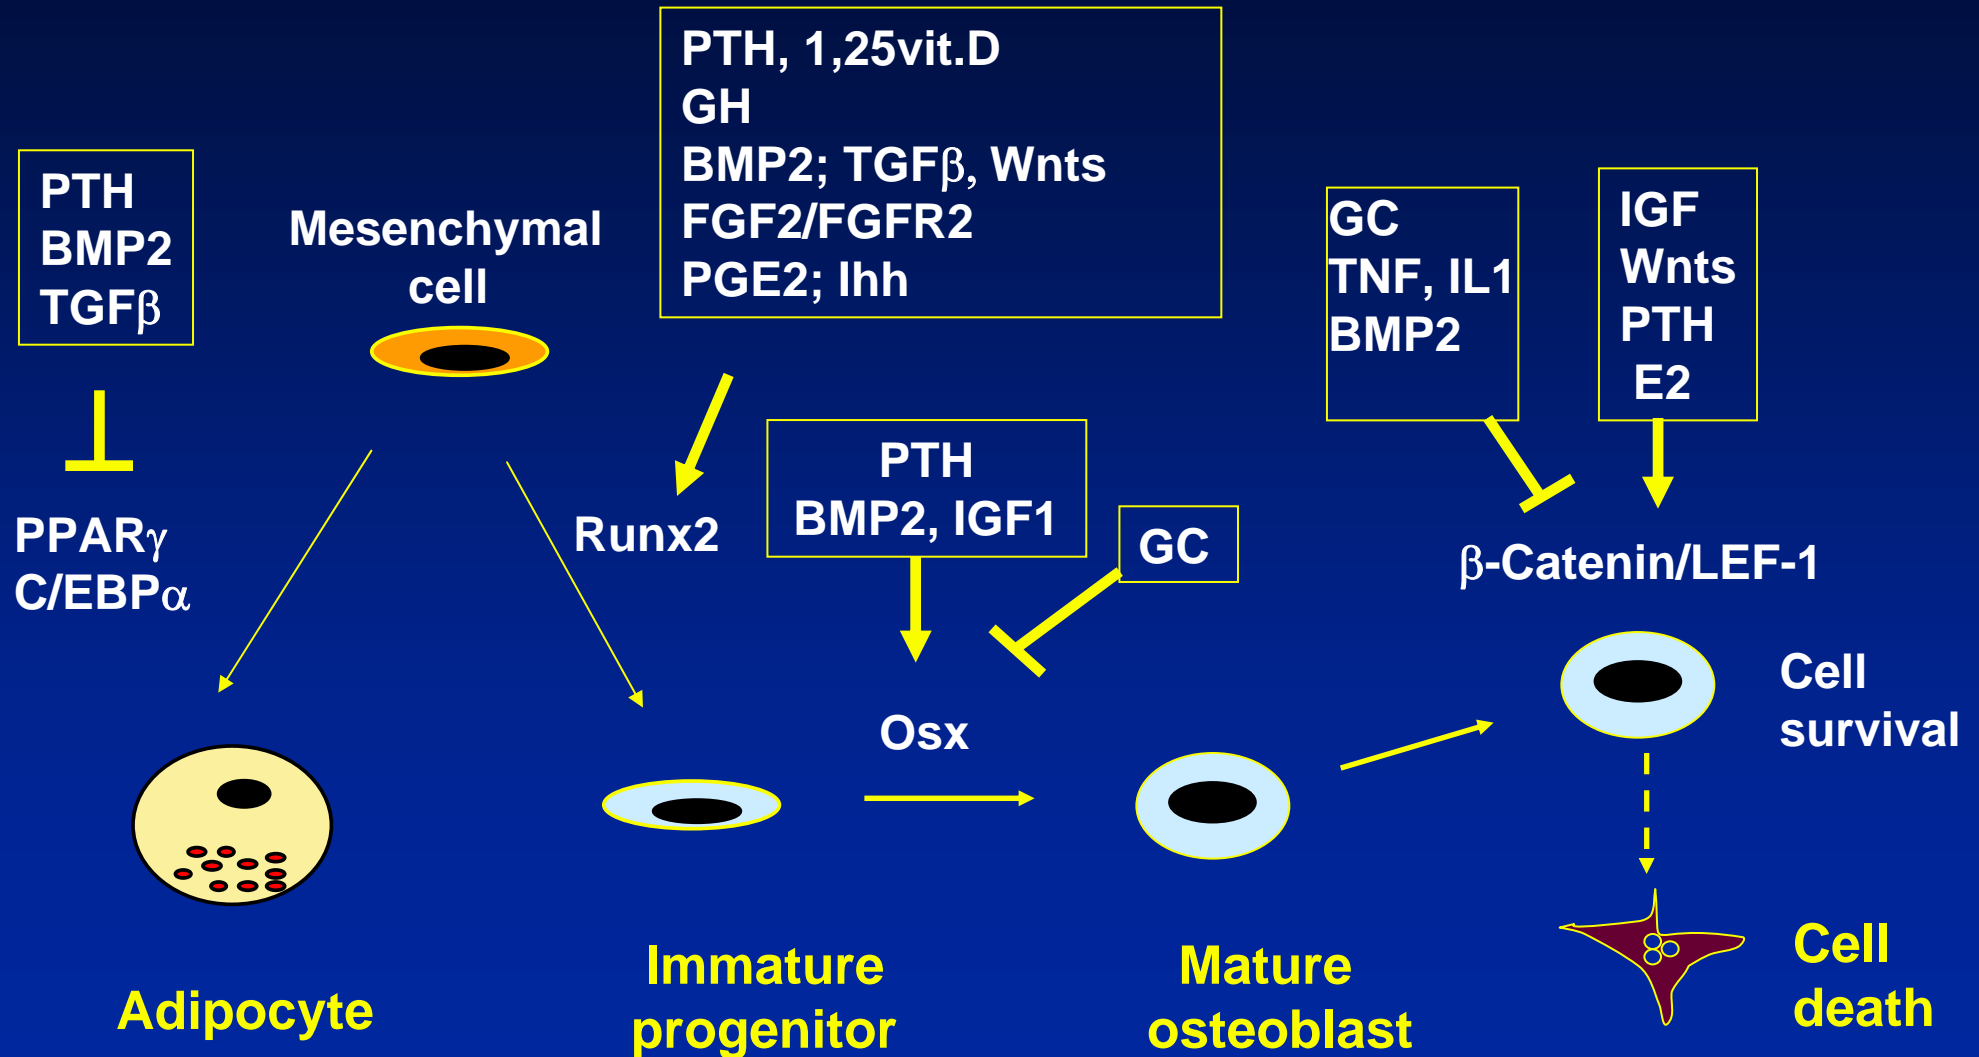 PTH, 1,25vit.D
GH
BMP2; TGFβ, Wnts
FGF2/FGFR2
PGE2; Ihh
PTH
BMP2
TGFβ
Mesenchymal
cell
GC
TNF, IL1
BMP2
IGF
Wnts
PTH
E2
PPARγ
C/EBPα
Runx2
PTH
BMP2, IGF1
GC
β-Catenin/LEF-1
Osx
Cell
survival
Adipocyte
Immature
progenitor
Mature
osteoblast
Cell
death